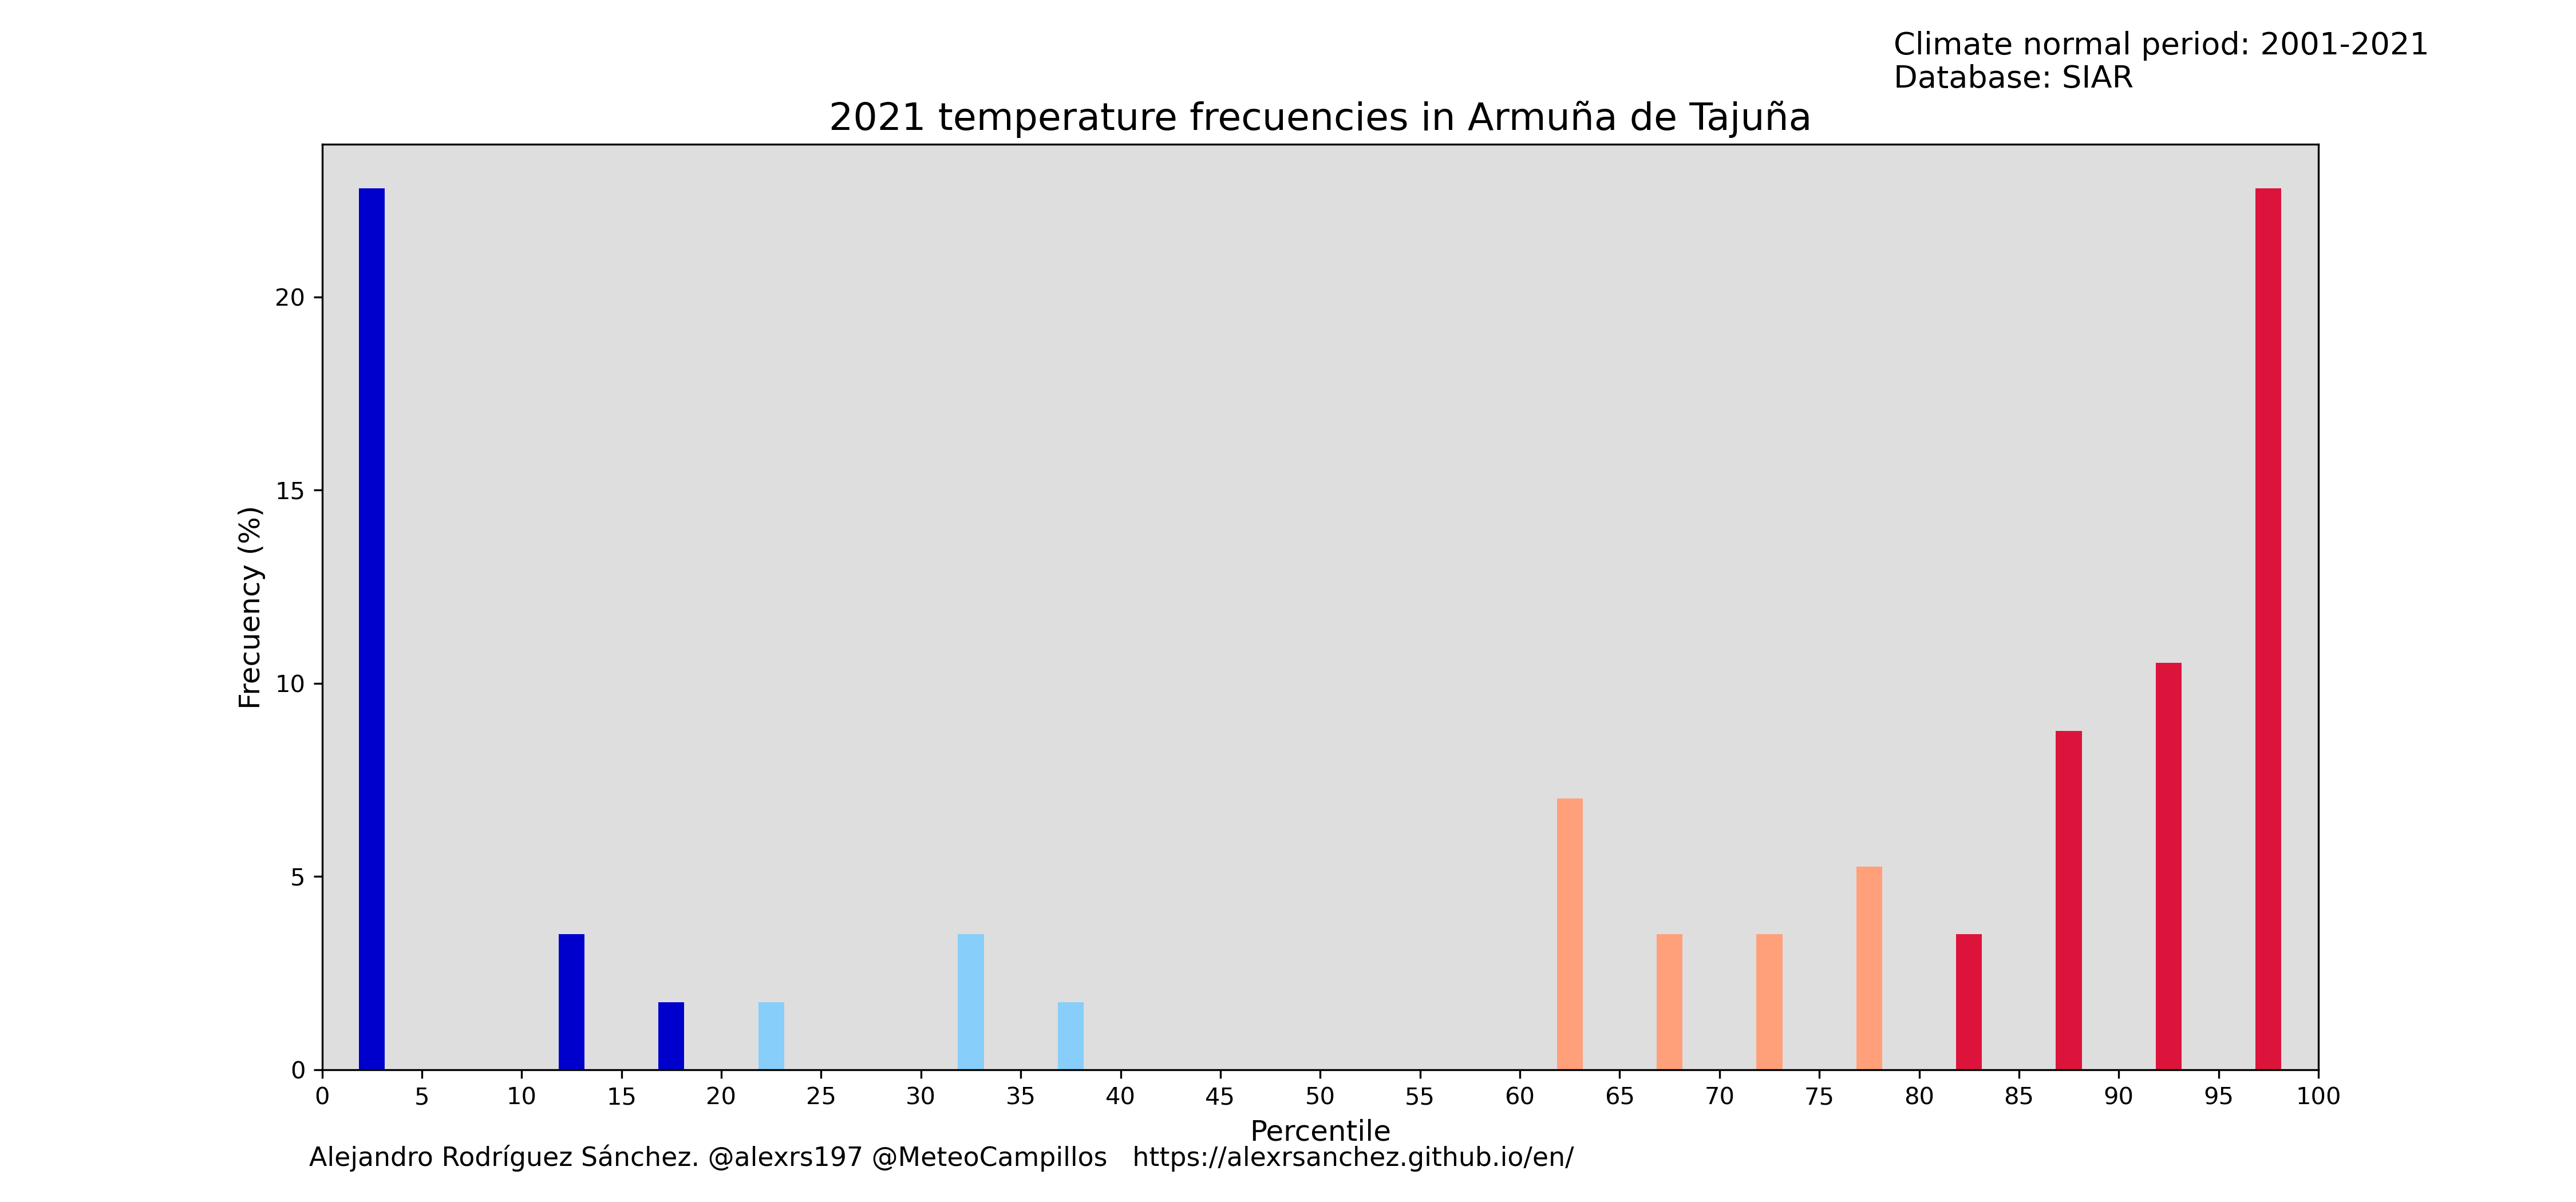 Climate normal period: 2001-2021
Database: SIAR
2021 temperature frecuencies in Armuña de Tajuña
Frecuency (%)
20
15
10
5
0
0 5 10 15 20 25 30 35 40 45 50 55 60 65 70 75 80 85 90 95 100
Percentile
Alejandro Rodríguez Sánchez. @alexrs197 @MeteoCampillos https://alexrsanchez.github.io/en/